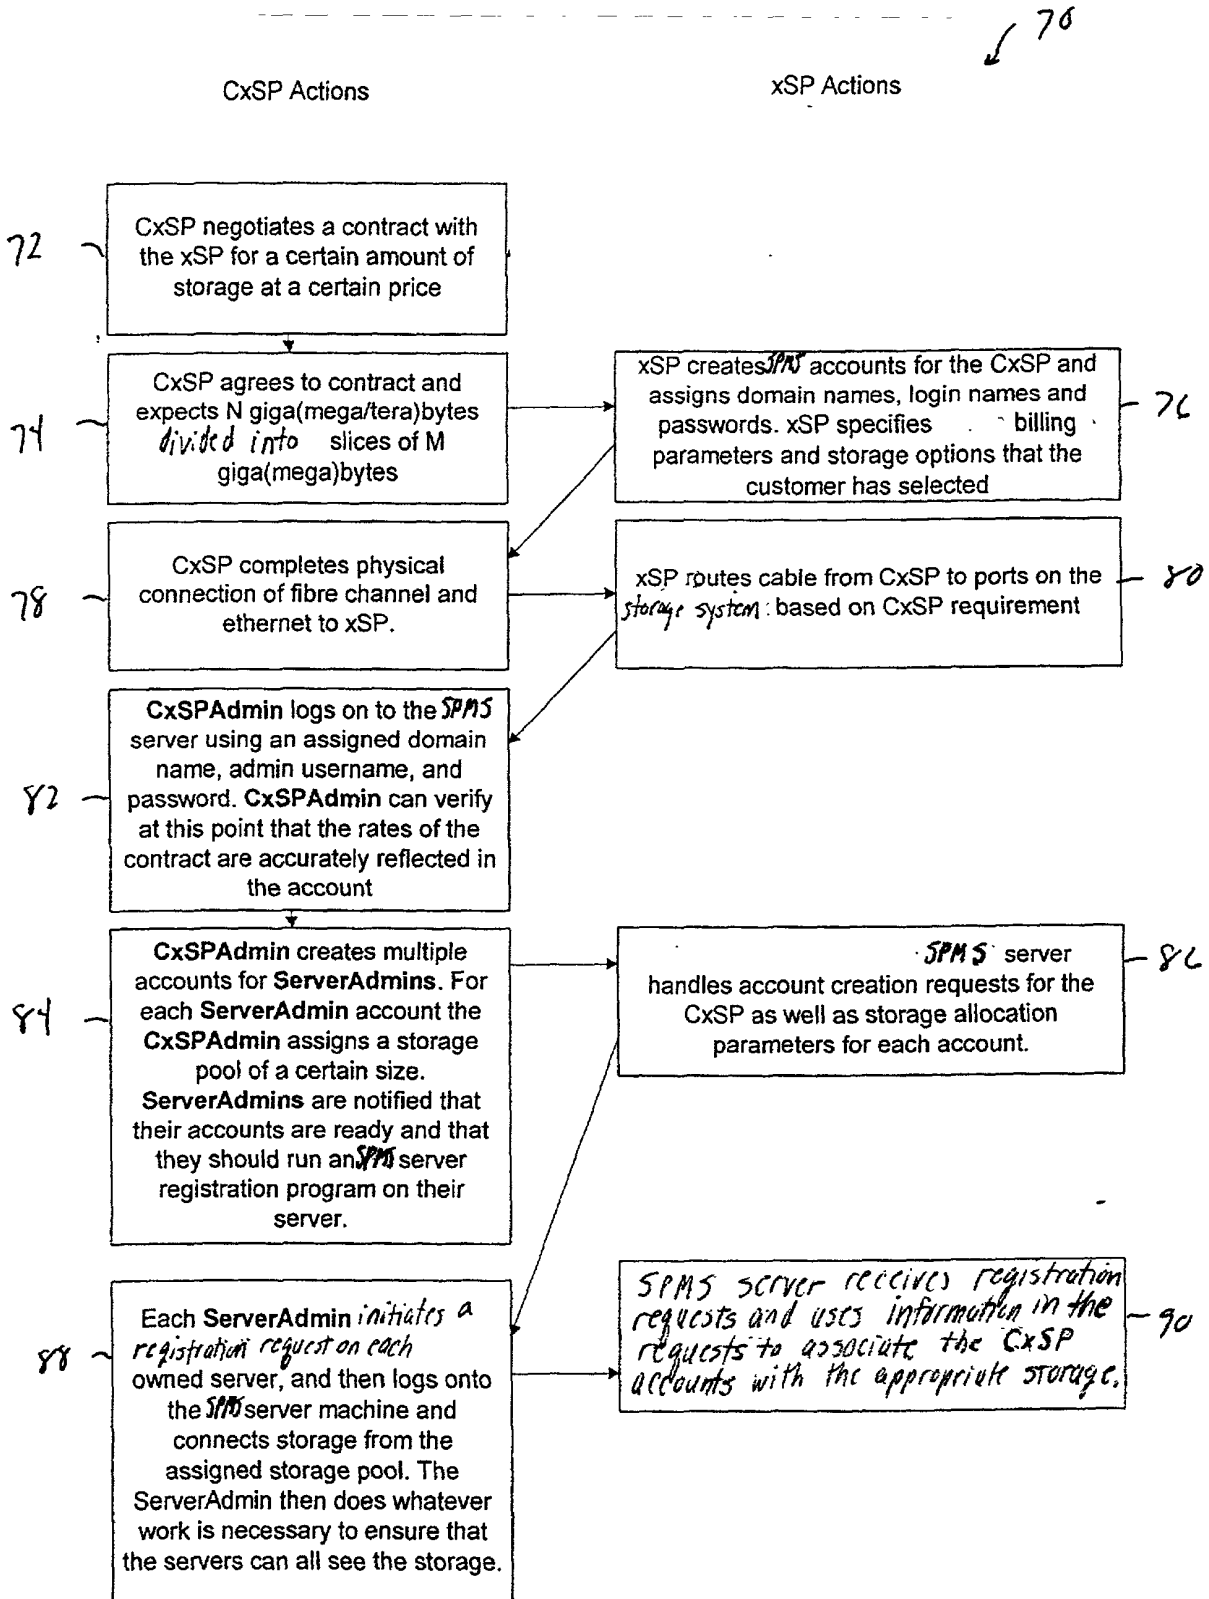 70
CxSP Actions
xSP Actions
72
CxSP negotiates a contract with
the xSP for a certain amount of
storage at a certain price
74
CxSP agrees to contract and
expects N giga(mega/tera)bytes
divided into slices of M
giga(mega)bytes
xSP creates SPMS accounts for the CxSP and
assigns domain names, login names and
passwords. xSP specifies billing
parameters and storage options that the
customer has selected
76
78
CxSP completes physical
connection of fibre channel and
ethernet to xSP.
xSP routes cable from CxSP to ports on the
storage system: based on CxSP requirement
80
82
CxSPAdmin logs on to the SPMS
server using an assigned domain
name, admin username, and
password. CxSPAdmin can verify
at this point that the rates of the
contract are accurately reflected in
the account
84
CxSPAdmin creates multiple
accounts for ServerAdmins. For
each ServerAdmin account the
CxSPAdmin assigns a storage
pool of a certain size.
ServerAdmins are notified that
their accounts are ready and that
they should run an SPMS server
registration program on their
server.
SPMS server
handles account creation requests for the
CxSP as well as storage allocation
parameters for each account.
86
88
Each ServerAdmin initiates a
registration request on each
owned server, and then logs onto
the SPMS server machine and
connects storage from the
assigned storage pool. The
ServerAdmin then does whatever
work is necessary to ensure that
the servers can all see the storage.
SPMS server receives registration
requests and uses information in the
requests to associate the CxSP
accounts with the appropriate storage.
90